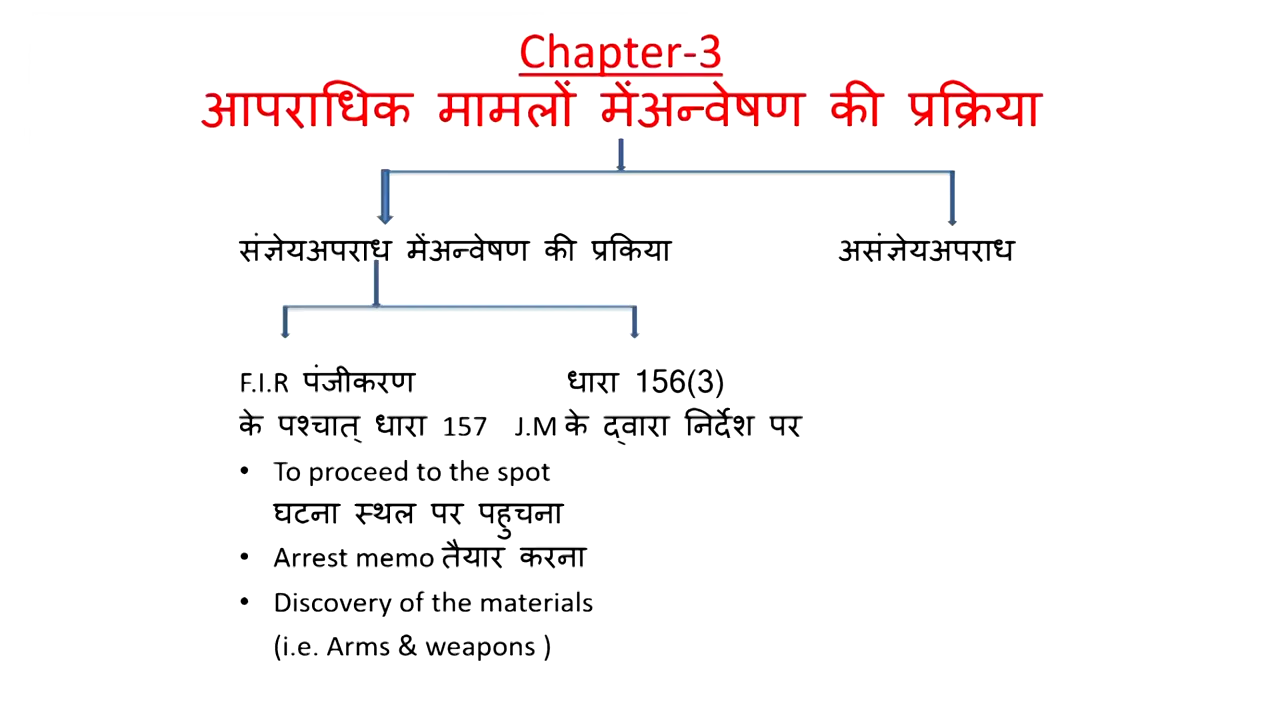 Chapter-3
आपराधिक मामलों मेंअन्वेषण की प्रक्रिया
संज्ञेयअपराध मेंअन्वेषण की प्रकिया
असंज्ञेयअपराध
F.I.R पंजीकरण धारा 156(3)
के पश्चात् धारा 157 J.M के द्वारा निर्देश पर
• To proceed to the spot
घटना स्थल पर पहुचना
• Arrest memo तैयार करना
• Discovery of the materials
(i.e. Arms & weapons )